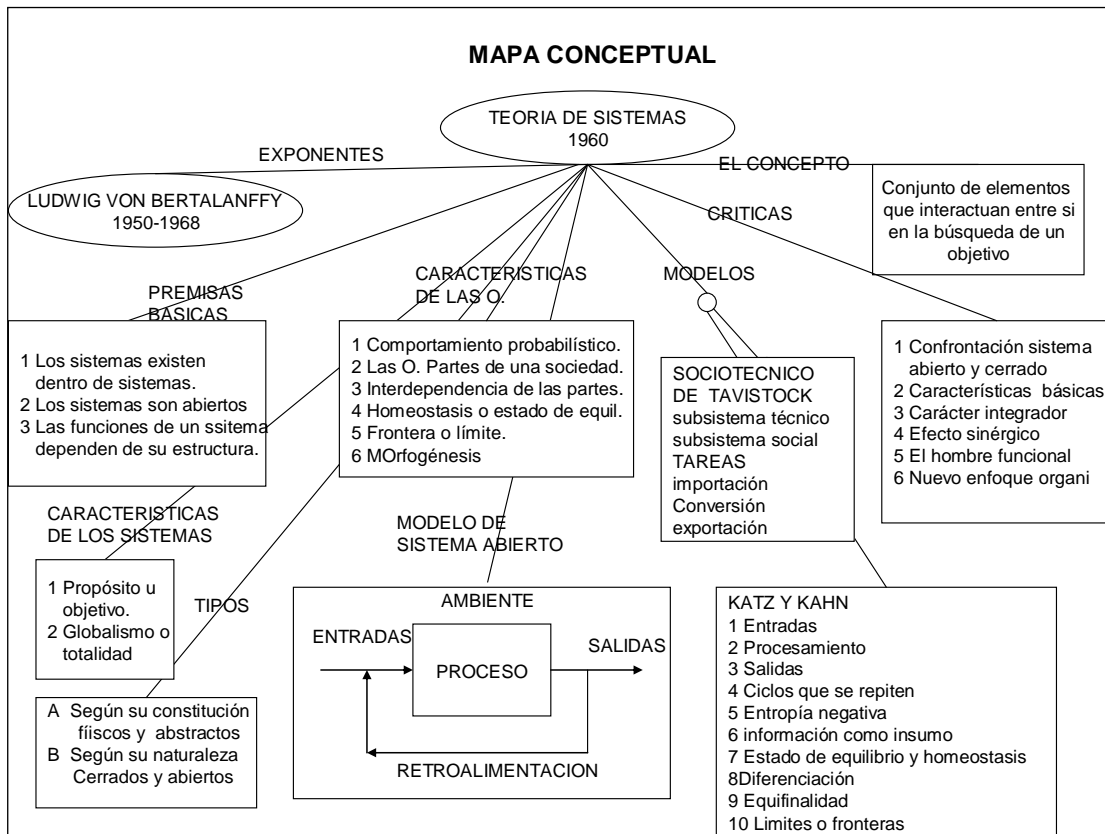 MAPA CONCEPTUAL
TEORIA DE SISTEMAS
1960
EXPONENTES
LUDWIG VON BERTALANFFY
1950-1968
EL CONCEPTO
Conjunto de elementos
que interactuan entre si
en la búsqueda de un
objetivo
CRITICAS
PREMISAS
BASICAS
CARACTERISTICAS
DE LAS O.
MODELOS
1 Los sistemas existen
dentro de sistemas.
2 Los sistemas son abiertos
3 Las funciones de un ssitema
dependen de su estructura.
1 Comportamiento probabilístico.
2 Las O. Partes de una sociedad.
3 Interdependencia de las partes.
4 Homeostasis o estado de equil.
5 Frontera o límite.
6 MOrfogénesis
SOCIOTECNICO
DE TAVISTOCK
subsistema técnico
subsistema social
TAREAS
importación
Conversión
exportación
1 Confrontación sistema
abierto y cerrado
2 Características básicas
3 Carácter integrador
4 Efecto sinérgico
5 El hombre funcional
6 Nuevo enfoque organi
CARACTERISTICAS
DE LOS SISTEMAS
1 Propósito u
objetivo.
2 Globalismo o
totalidad
TIPOS
A Según su constitución
fíiscos y abstractos
B Según su naturaleza
Cerrados y abiertos
MODELO DE
SISTEMA ABIERTO
AMBIENTE
ENTRADAS
PROCESO
SALIDAS
RETROALIMENTACION
KATZ Y KAHN
1 Entradas
2 Procesamiento
3 Salidas
4 Ciclos que se repiten
5 Entropía negativa
6 información como insumo
7 Estado de equilibrio y homeostasis
8Diferenciación
9 Equifinalidad
10 Limites o fronteras